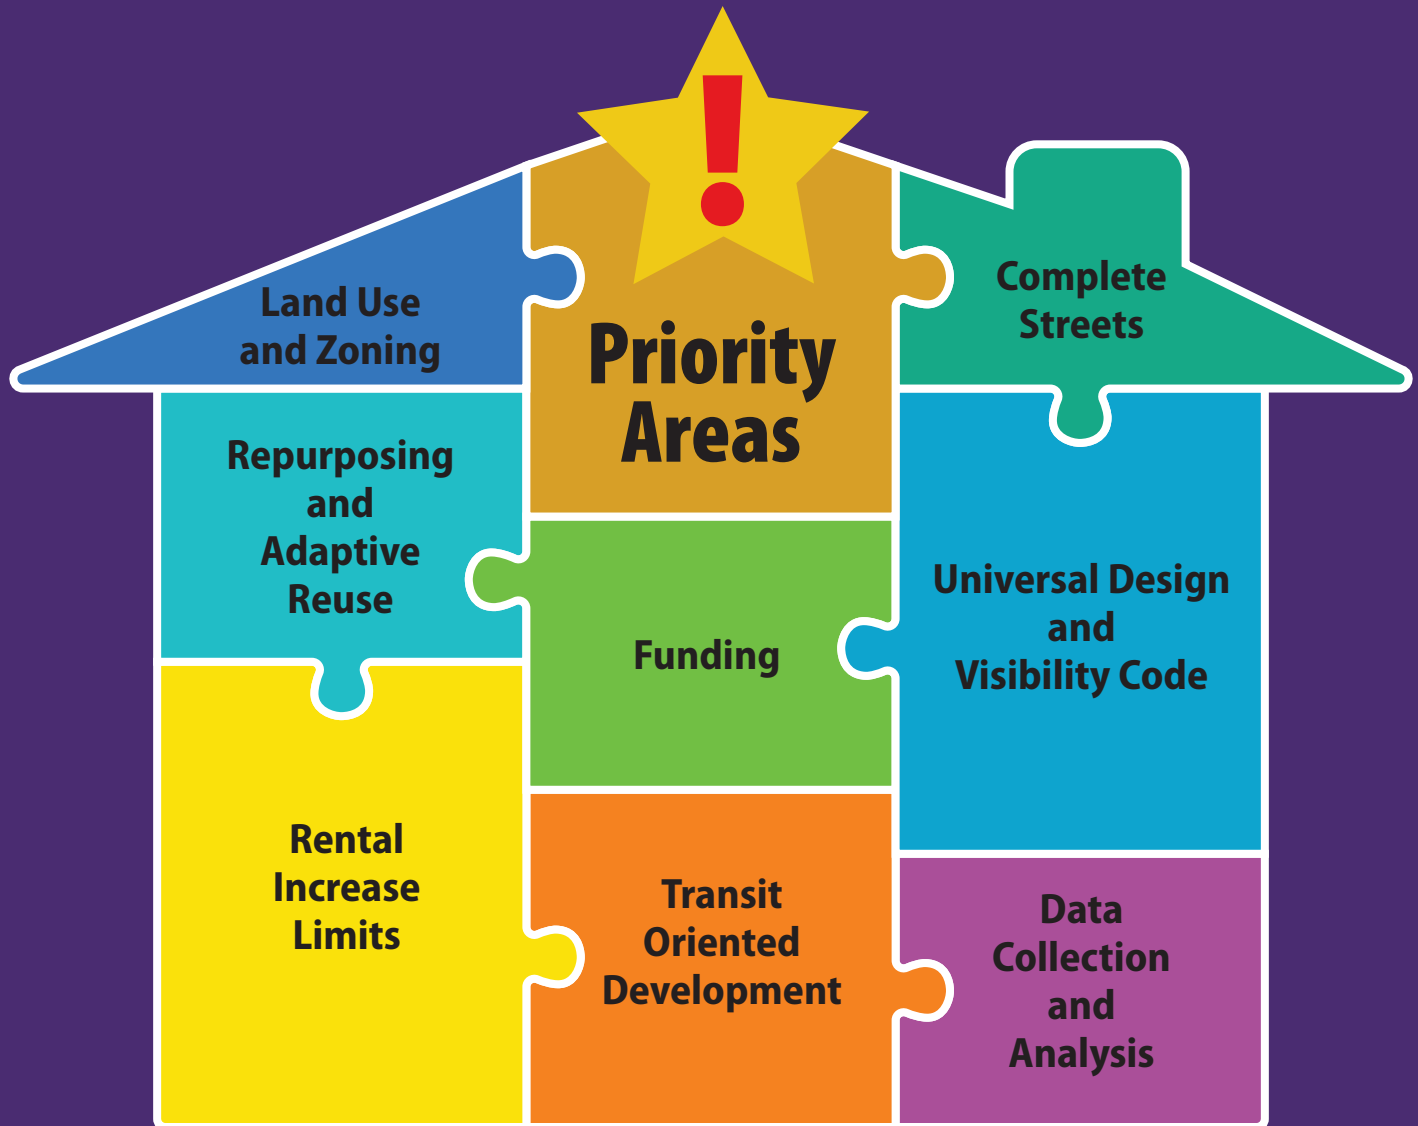 !
Land Use
and Zoning
Priority
Areas
Complete
Streets
Repurposing
and
Adaptive
Reuse
Funding
Universal Design
and
Visibility Code
Rental
Increase
Limits
Transit
Oriented
Development
Data
Collection
and
Analysis